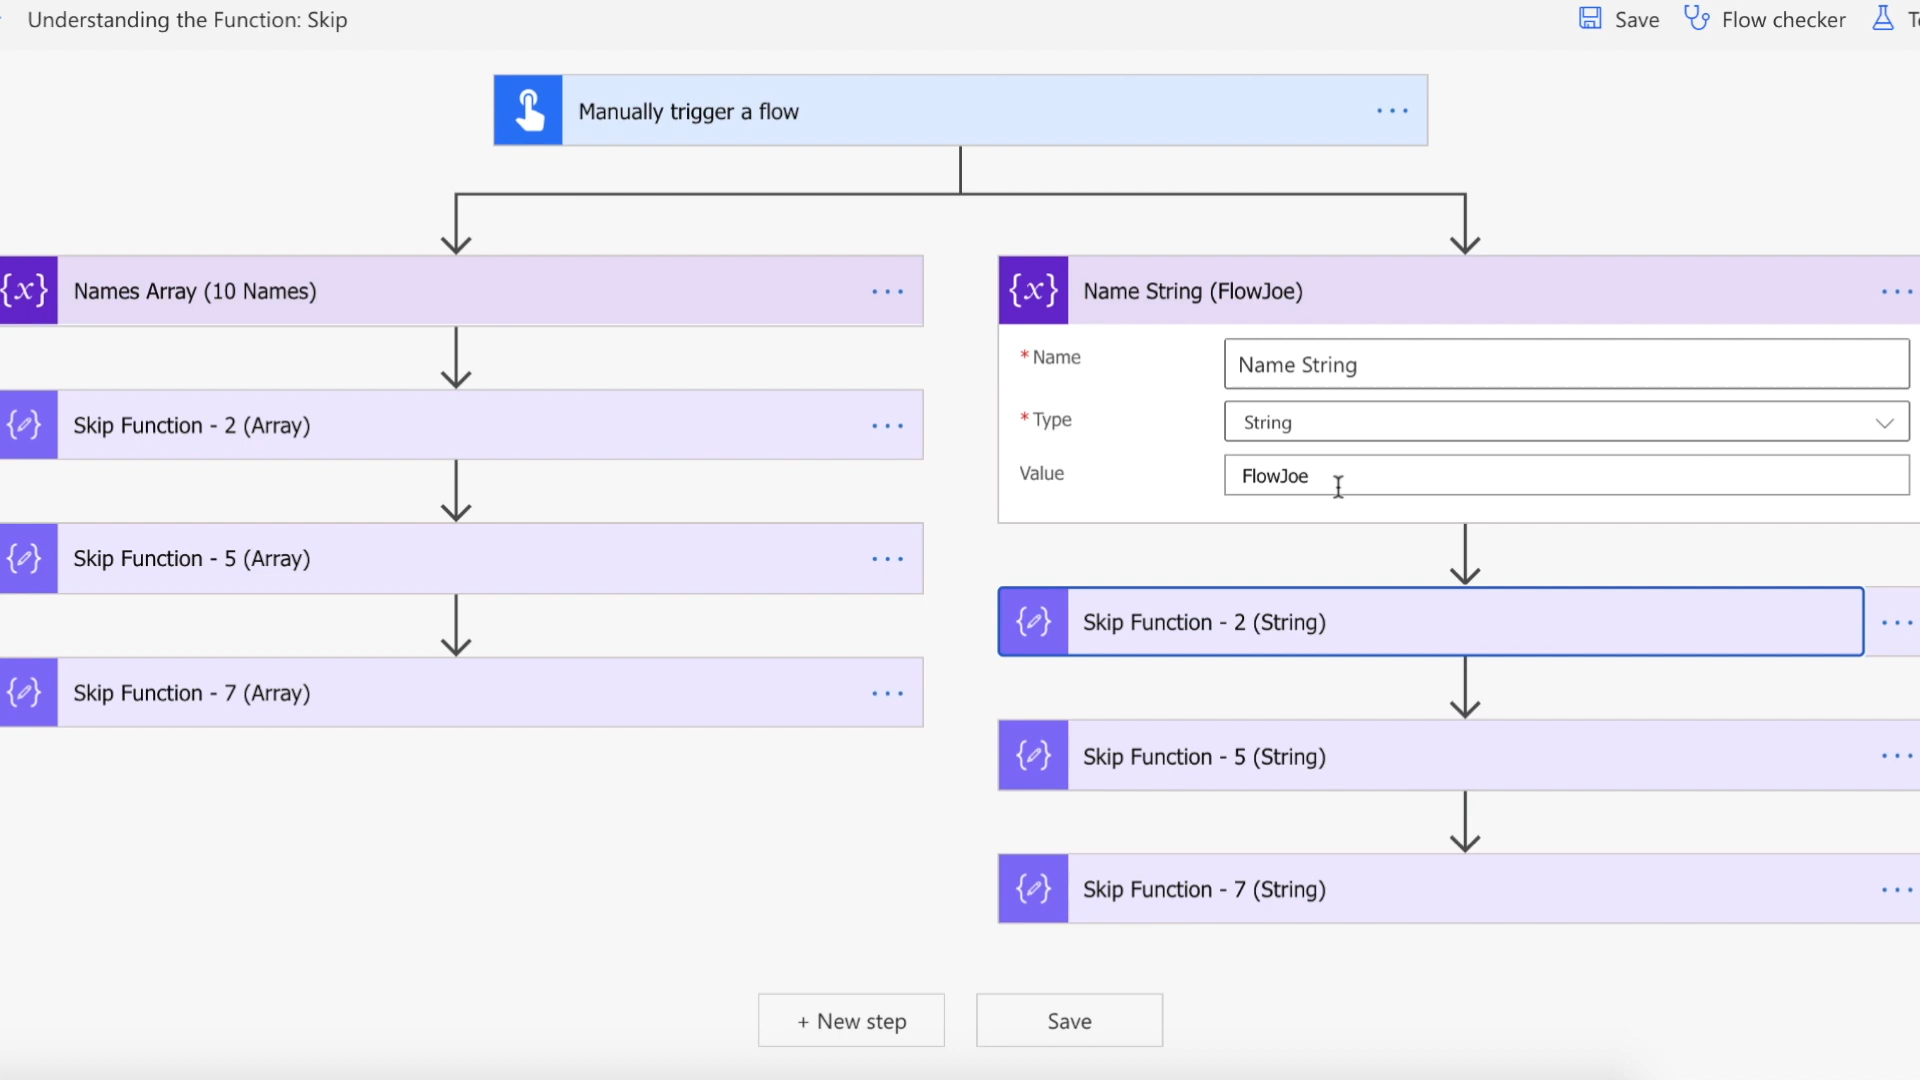 Understanding the Function: Skip
Save
Flow checker
Manually trigger a flow
Names Array (10 Names)
Skip Function - 2 (Array)
Skip Function - 5 (Array)
Skip Function - 7 (Array)
{x} Name String (FlowJoe)
* Name
Name String
* Type
String
Value
FlowJoe
Skip Function - 2 (String)
Skip Function - 5 (String)
Skip Function - 7 (String)
+ New step
Save